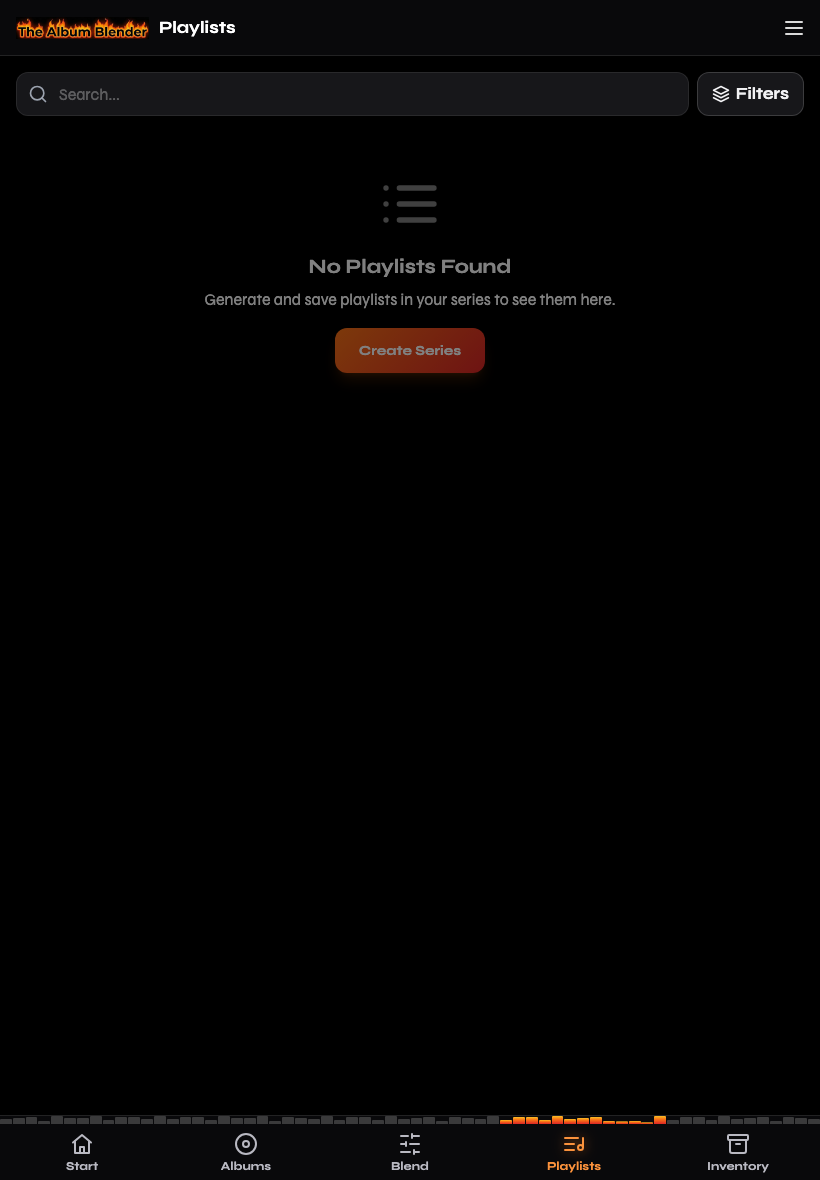 The Album Blender Playlists
Search...
Filters
No Playlists Found
Generate and save playlists in your series to see them here.
Create Series
Start
Albums
Blend
Playlists
Inventory